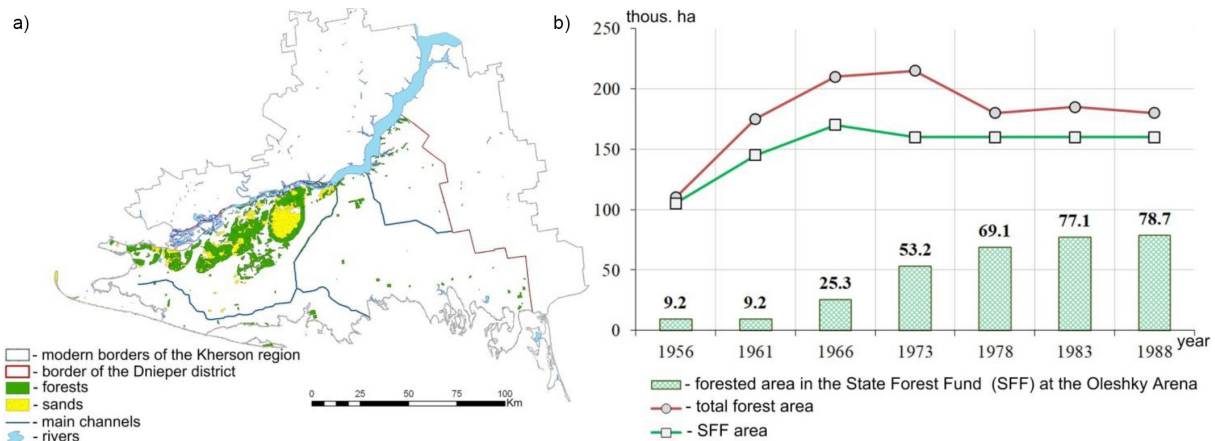 a)
- modern borders of the Kherson region
- border of the Dnieper district
- forests
- sands
- main channels
- rivers
0 25 50 100
Km
b)
thous. ha
250
200
150
100
50
0
9.2 9.2 25.3 53.2 69.1 77.1 78.7
1956 1961 1966 1973 1978 1983 1988 year
- forested area in the State Forest Fund (SFF) at the Oleshky Arena
- total forest area
- SFF area